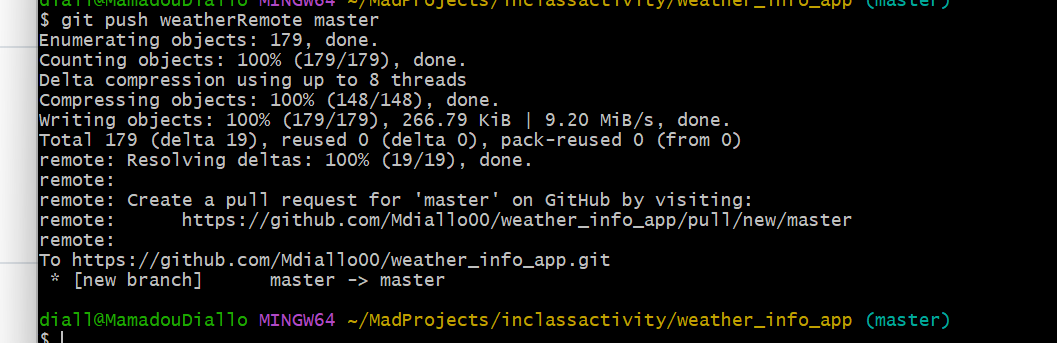 diall@MamadouDiallo MINGW64 ~/MadProjects/inclassactivity/weather_info_app (master)
$ git push weatherRemote master
Enumerating objects: 179, done.
Counting objects: 100% (179/179), done.
Delta compression using up to 8 threads
Compressing objects: 100% (148/148), done.
Writing objects: 100% (179/179), 266.79 KiB | 9.20 MiB/s, done.
Total 179 (delta 19), reused 0 (delta 0), pack-reused 0 (from 0)
remote: Resolving deltas: 100% (19/19), done.
remote:
remote: Create a pull request for 'master' on GitHub by visiting:
remote:      https://github.com/Mdiallo00/weather_info_app/pull/new/master
remote:
To https://github.com/Mdiallo00/weather_info_app.git
 * [new branch]      master -> master
diall@MamadouDiallo MINGW64 ~/MadProjects/inclassactivity/weather_info_app (master)
$